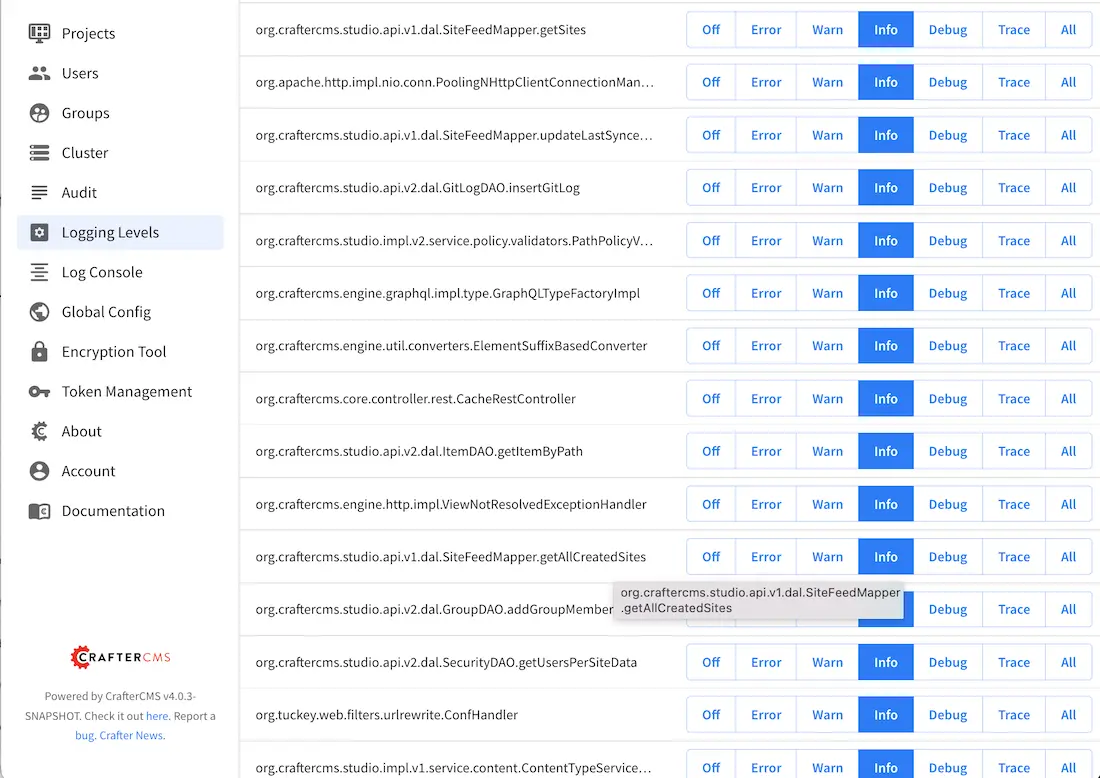 Projects
Users
Groups
Cluster
Audit
Logging Levels
Log Console
Global Config
Encryption Tool
Token Management
About
Account
Documentation
CRAFTERCMS
Powered by CrafterCMS v4.0.3-
SNAPSHOT. Check it out here. Report a
bug. Crafter News.
org.craftercms.studio.api.v1.dal.SiteFeedMapper.getSites Off Error Warn Info Debug Trace All
org.apache.http.impl.nio.conn.PoolingNHttpClientConnectionMan... Off Error Warn Info Debug Trace All
org.craftercms.studio.api.v1.dal.SiteFeedMapper.updateLastSynce... Off Error Warn Info Debug Trace All
org.craftercms.studio.api.v2.dal.GitLogDAO.insertGitLog Off Error Warn Info Debug Trace All
org.craftercms.studio.impl.v2.service.policy.validators.PathPolicyV... Off Error Warn Info Debug Trace All
org.craftercms.engine.graphql.impl.type.GraphQLTypeFactoryImpl Off Error Warn Info Debug Trace All
org.craftercms.engine.util.converters.ElementSuffixBasedConverter Off Error Warn Info Debug Trace All
org.craftercms.core.controller.rest.CacheRestController Off Error Warn Info Debug Trace All
org.craftercms.studio.api.v2.dal.ItemDAO.getItemByPath Off Error Warn Info Debug Trace All
org.craftercms.engine.http.impl.ViewNotResolvedExceptionHandler Off Error Warn Info Debug Trace All
org.craftercms.studio.api.v1.dal.SiteFeedMapper.getAllCreatedSites Off Error Warn Info Debug Trace All
org.craftercms.studio.api.v1.dal.SiteFeedMapper
.getAllCreatedSites
org.craftercms.studio.api.v2.dal.GroupDAO.addGroupMember Debug Trace All
org.craftercms.studio.api.v2.dal.SecurityDAO.getUsersPerSiteData Off Error Warn Info Debug Trace All
org.tuckey.web.filters.urlrewrite.ConfHandler Off Error Warn Info Debug Trace All
org.craftercms.studio.impl.v1.service.content.ContentTypeService... Off Error Warn Info Debug Trace All